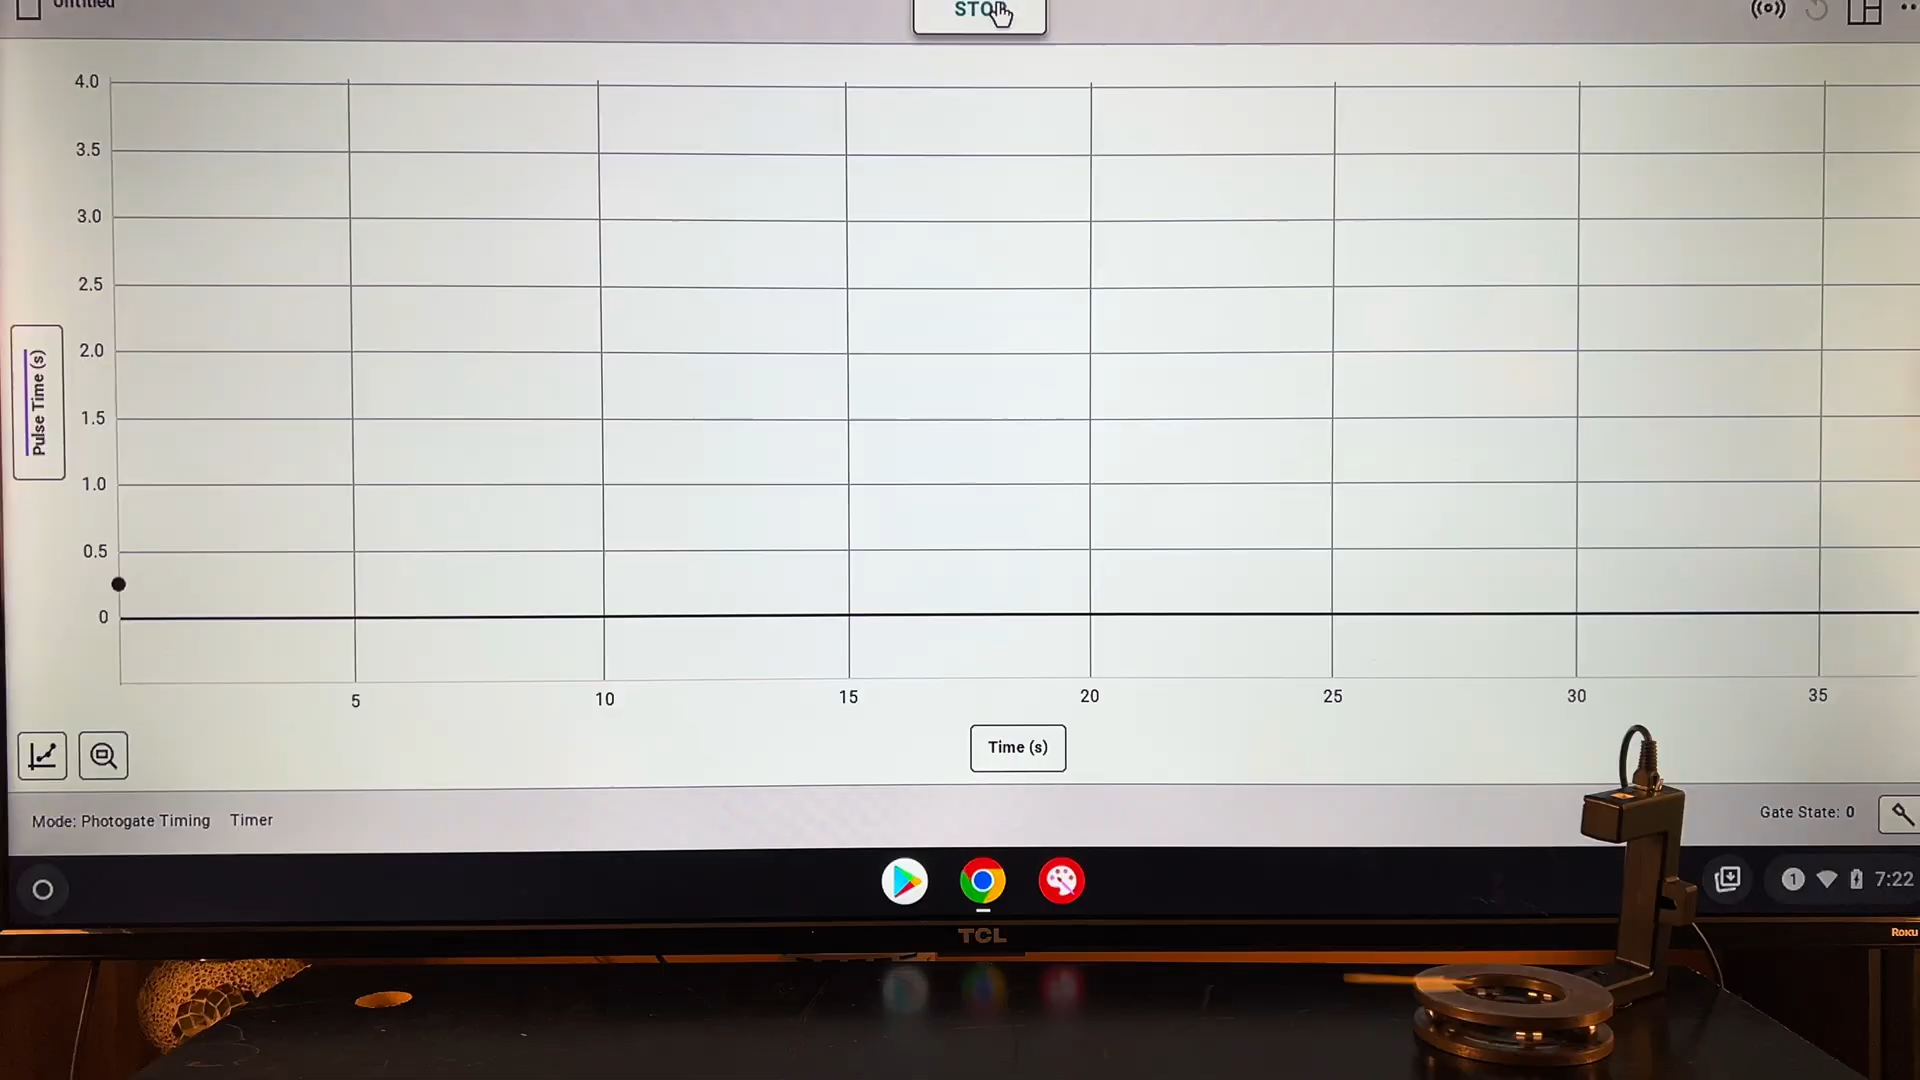 Untitled
STOP
4.0
3.5
3.0
2.5
2.0
1.5
1.0
0.5
0
Pulse Time (s)
5 10 15 20 25 30 35
Time (s)
Mode: Photogate Timing Timer
Gate State: 0
1 7:22
TCL
Roku